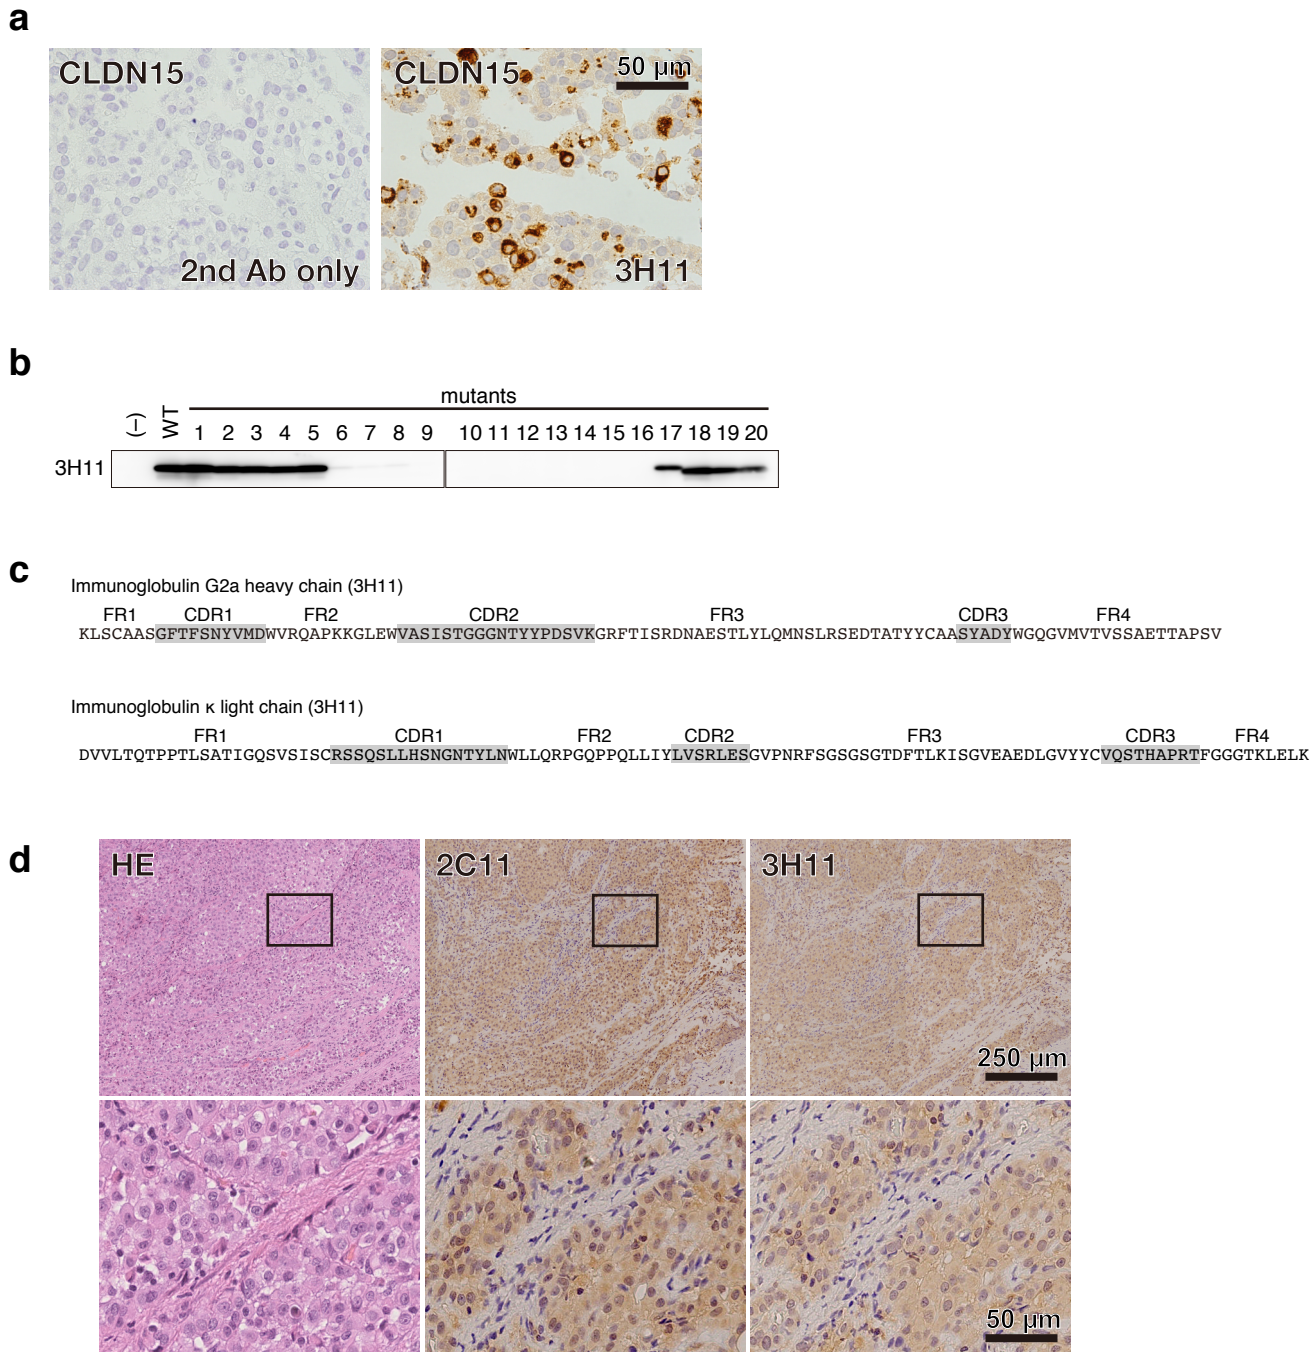 a
CLDN15
2nd Ab only
CLDN15
50 µm
3H11
b
mutants
(–) WT 1 2 3 4 5 6 7 8 9 10 11 12 13 14 15 16 17 18 19 20
3H11
c
Immunoglobulin G2a heavy chain (3H11)
FR1 CDR1 FR2 CDR2 FR3 CDR3 FR4
KLSCAASGFTFSNYVMDWVRQAPKKGLEWVASISTGGGNTYYPDSVKGRFTISRDNAESTLYLQMNSLRSEDTATYYCAASYADYWGQGVMVTVSSAETTAPSV
Immunoglobulin κ light chain (3H11)
FR1 CDR1 FR2 CDR2 FR3 CDR3 FR4
DVVLTQTPPTLSATIGQSVSISCRSSQSLLHSNGNTYLNWLLQRPGQPPQLLIYLVSRLESGVPNRFSGSGSGTDFTLKISGVEAEDLGVYYCVQSTHAPRTFGGGTKLELK
d
HE
2C11
3H11
250 µm
50 µm